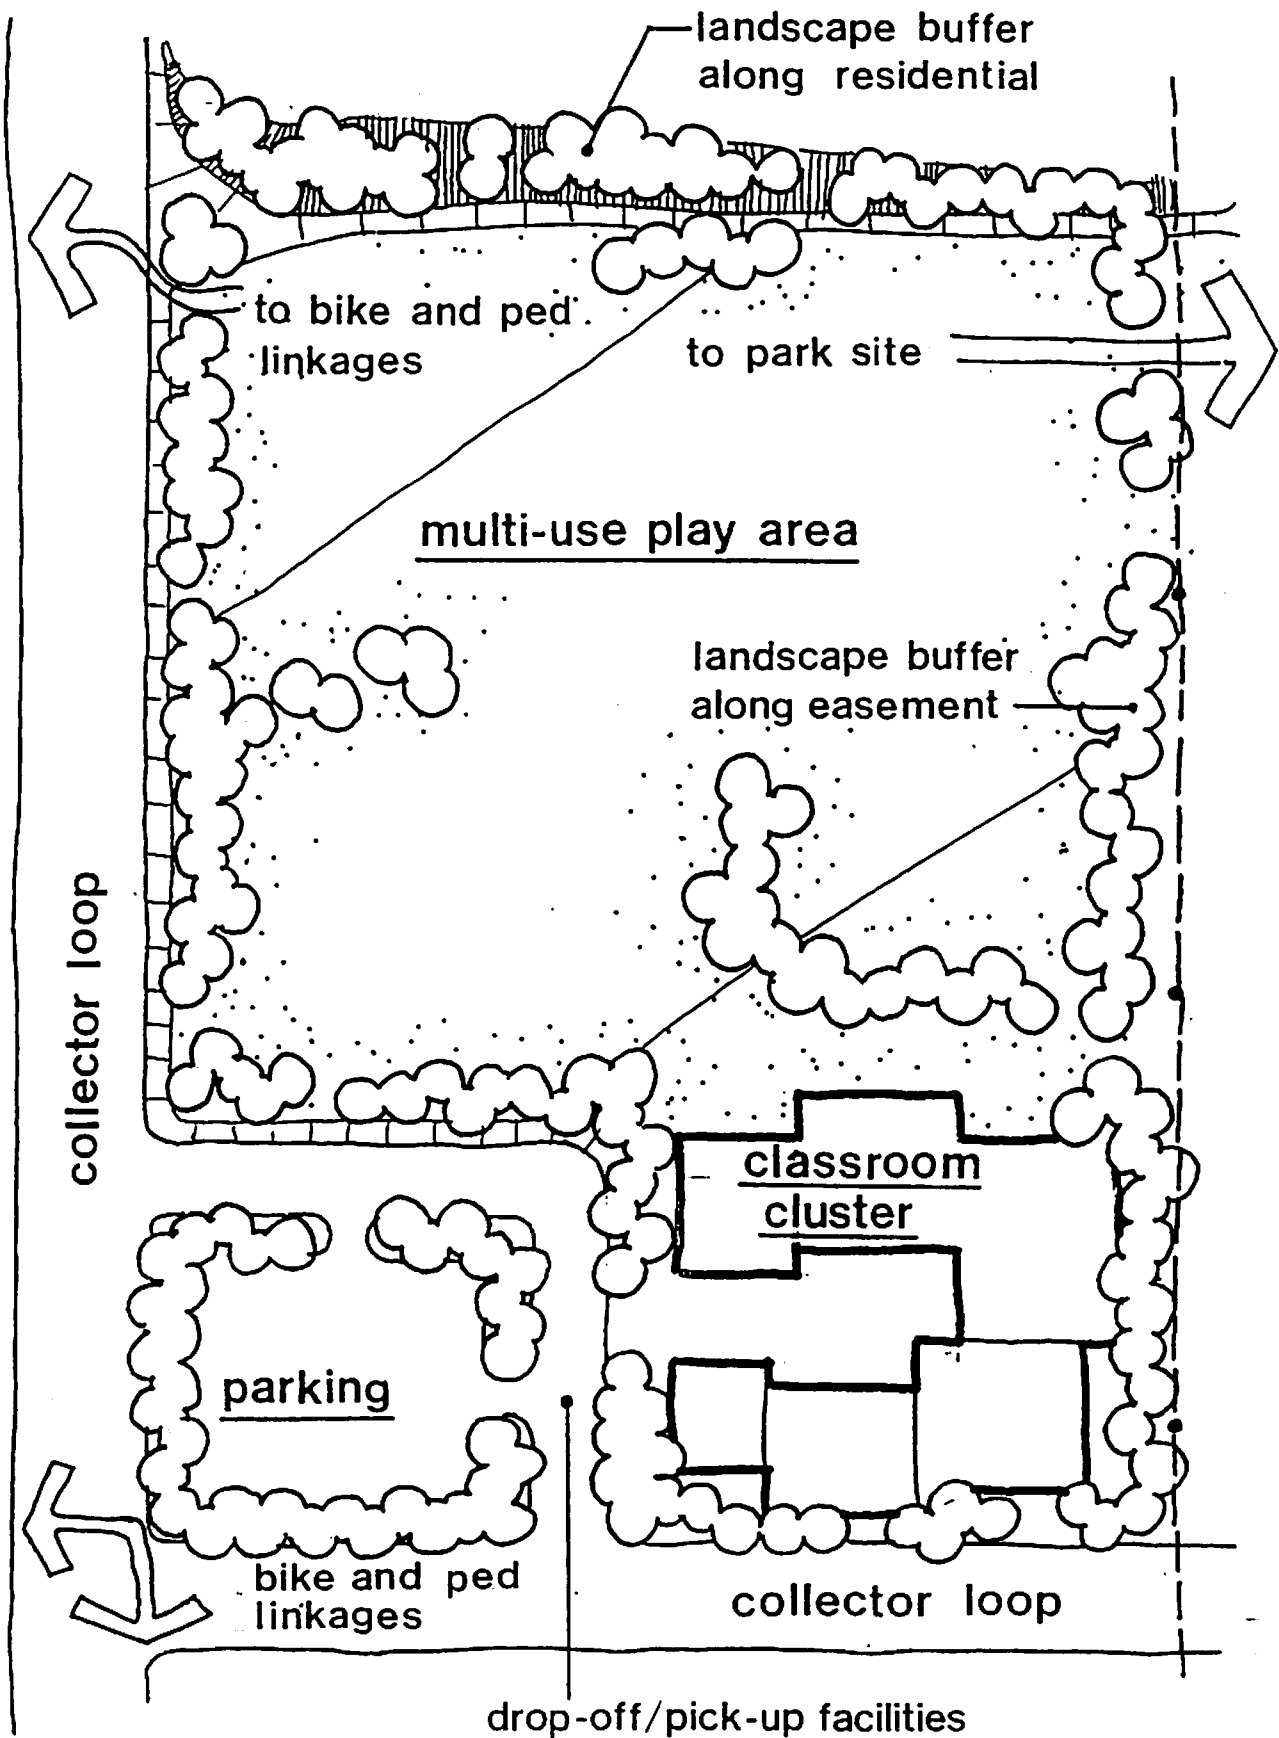 landscape buffer
along residential
to bike and ped
linkages
to park site
multi-use play area
landscape buffer
along easement
collector loop
classroom
cluster
parking
bike and ped
linkages
collector loop
drop-off/pick-up facilities